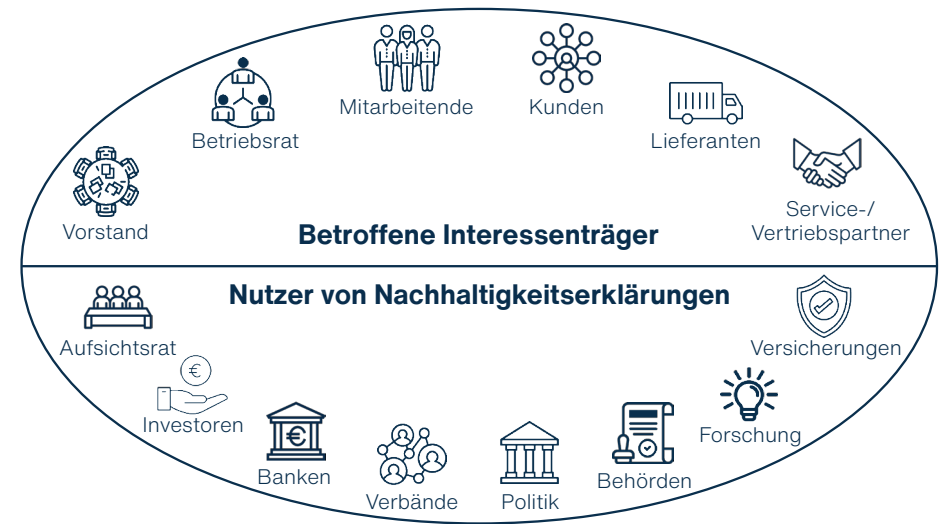 Mitarbeitende
Kunden
Betriebsrat
Lieferanten
Vorstand
Service-/
Vertriebspartner
Betroffene Interessenträger
Nutzer von Nachhaltigkeitserklärungen
Aufsichtsrat
Versicherungen
Investoren
Forschung
Banken
Behörden
Verbände
Politik